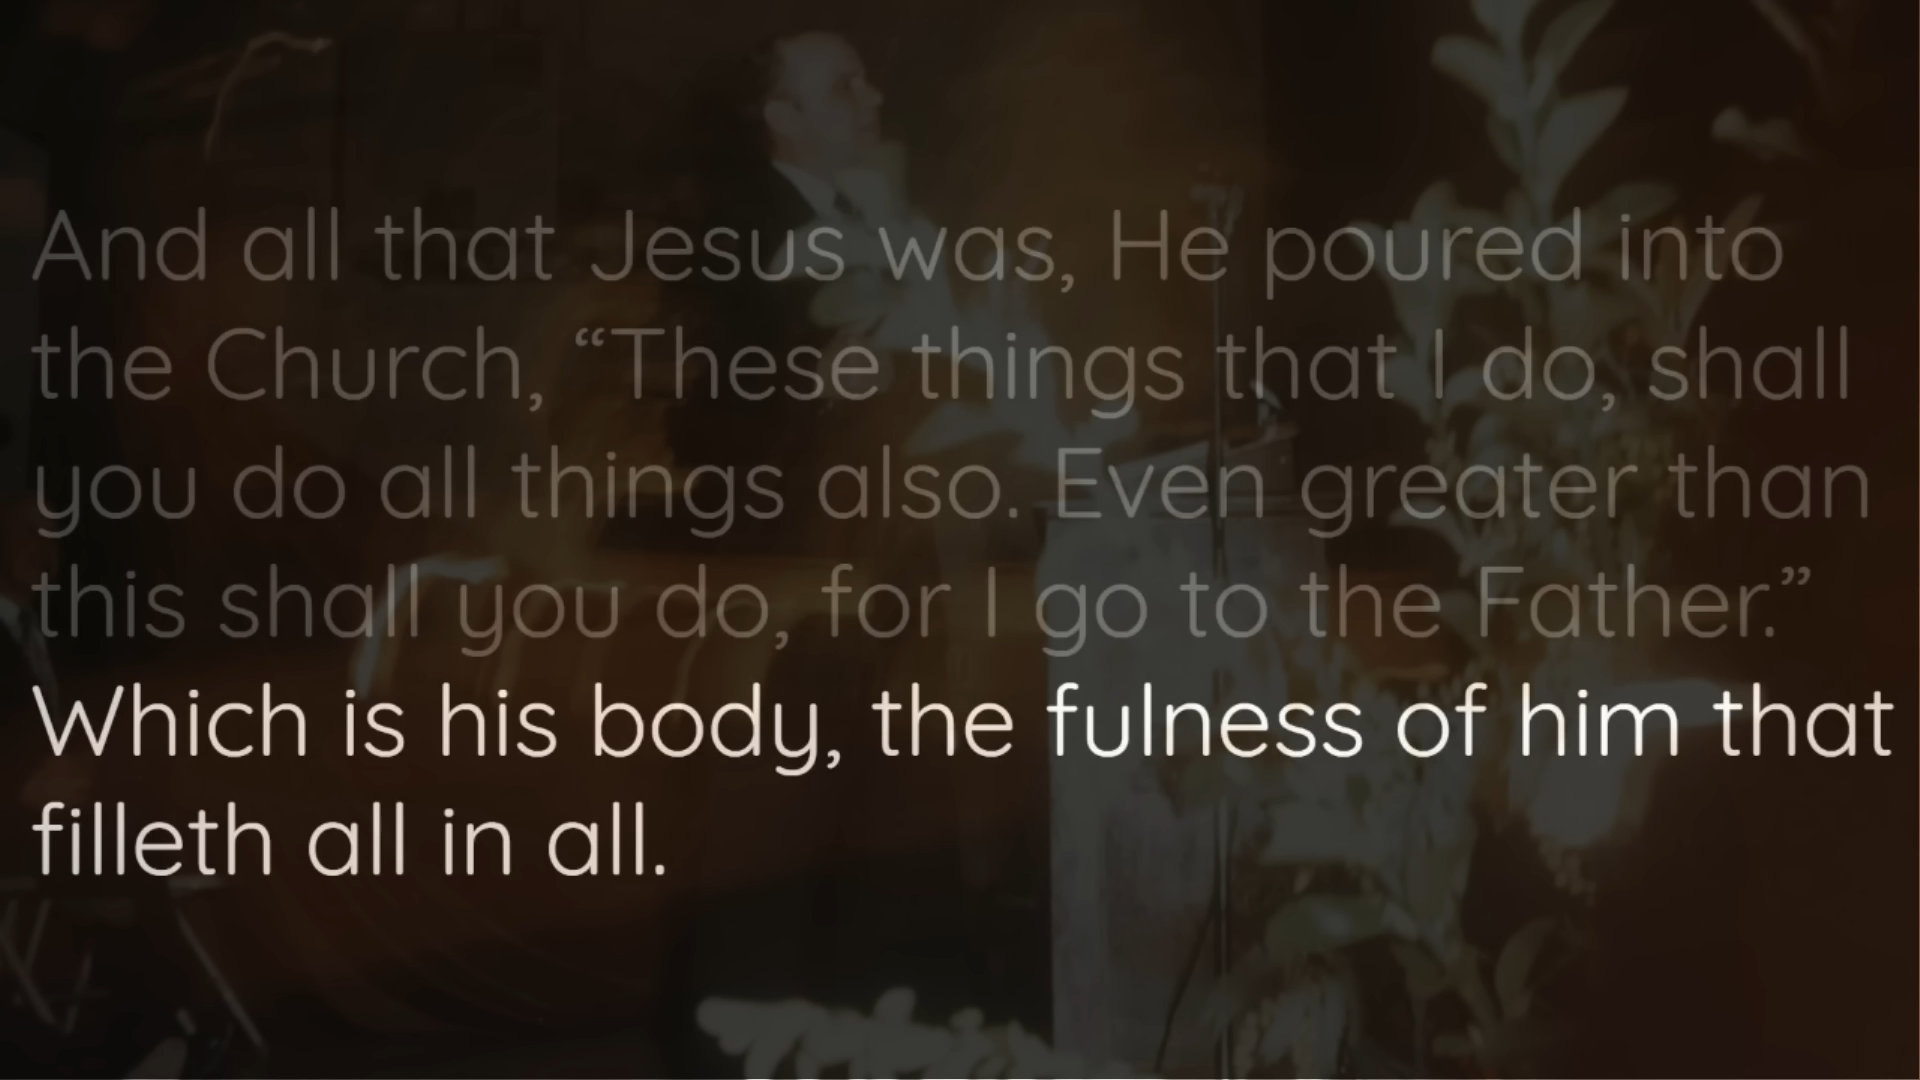 And all that Jesus was, He poured into
the Church, “These things that I do, shall
you do all things also. Even greater than
this shall you do, for I go to the Father.”
Which is his body, the fulness of him that
filleth all in all.